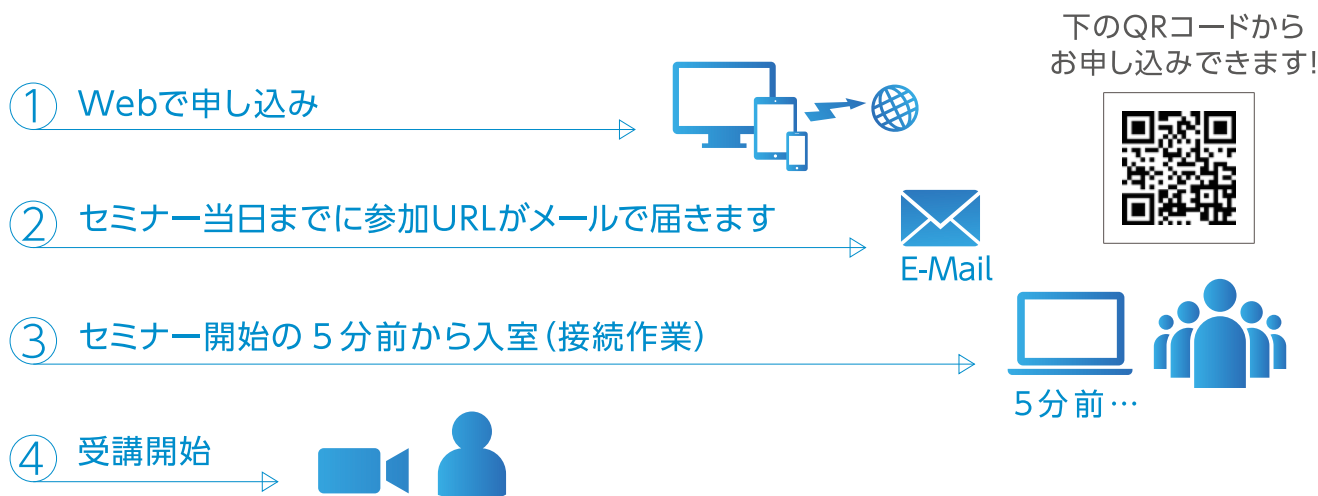 下のQRコードから
お申し込みできます!
① Webで申し込み
② セミナー当日までに参加URLがメールで届きます
E-Mail
③ セミナー開始の5分前から入室(接続作業)
5分前…
④ 受講開始